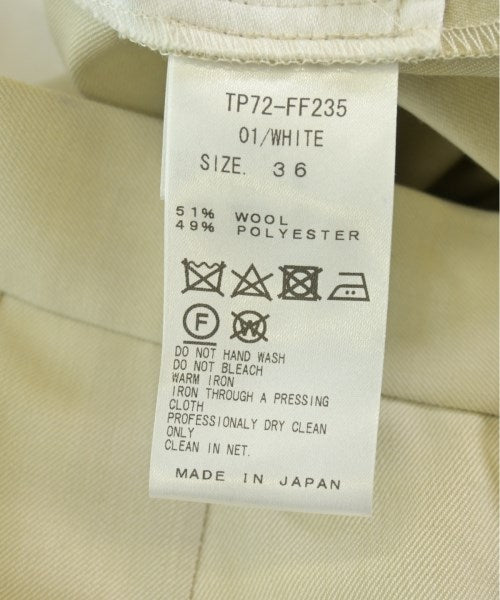 TP72-FF235
01/WHITE
SIZE. 36
51% WOOL
49% POLYESTER
F W
DO NOT HAND WASH
DO NOT BLEACH
WARM IRON
IRON THROUGH A PRESSING
CLOTH
PROFESSIONALY DRY CLEAN
ONLY
CLEAN IN NET.
MADE IN JAPAN